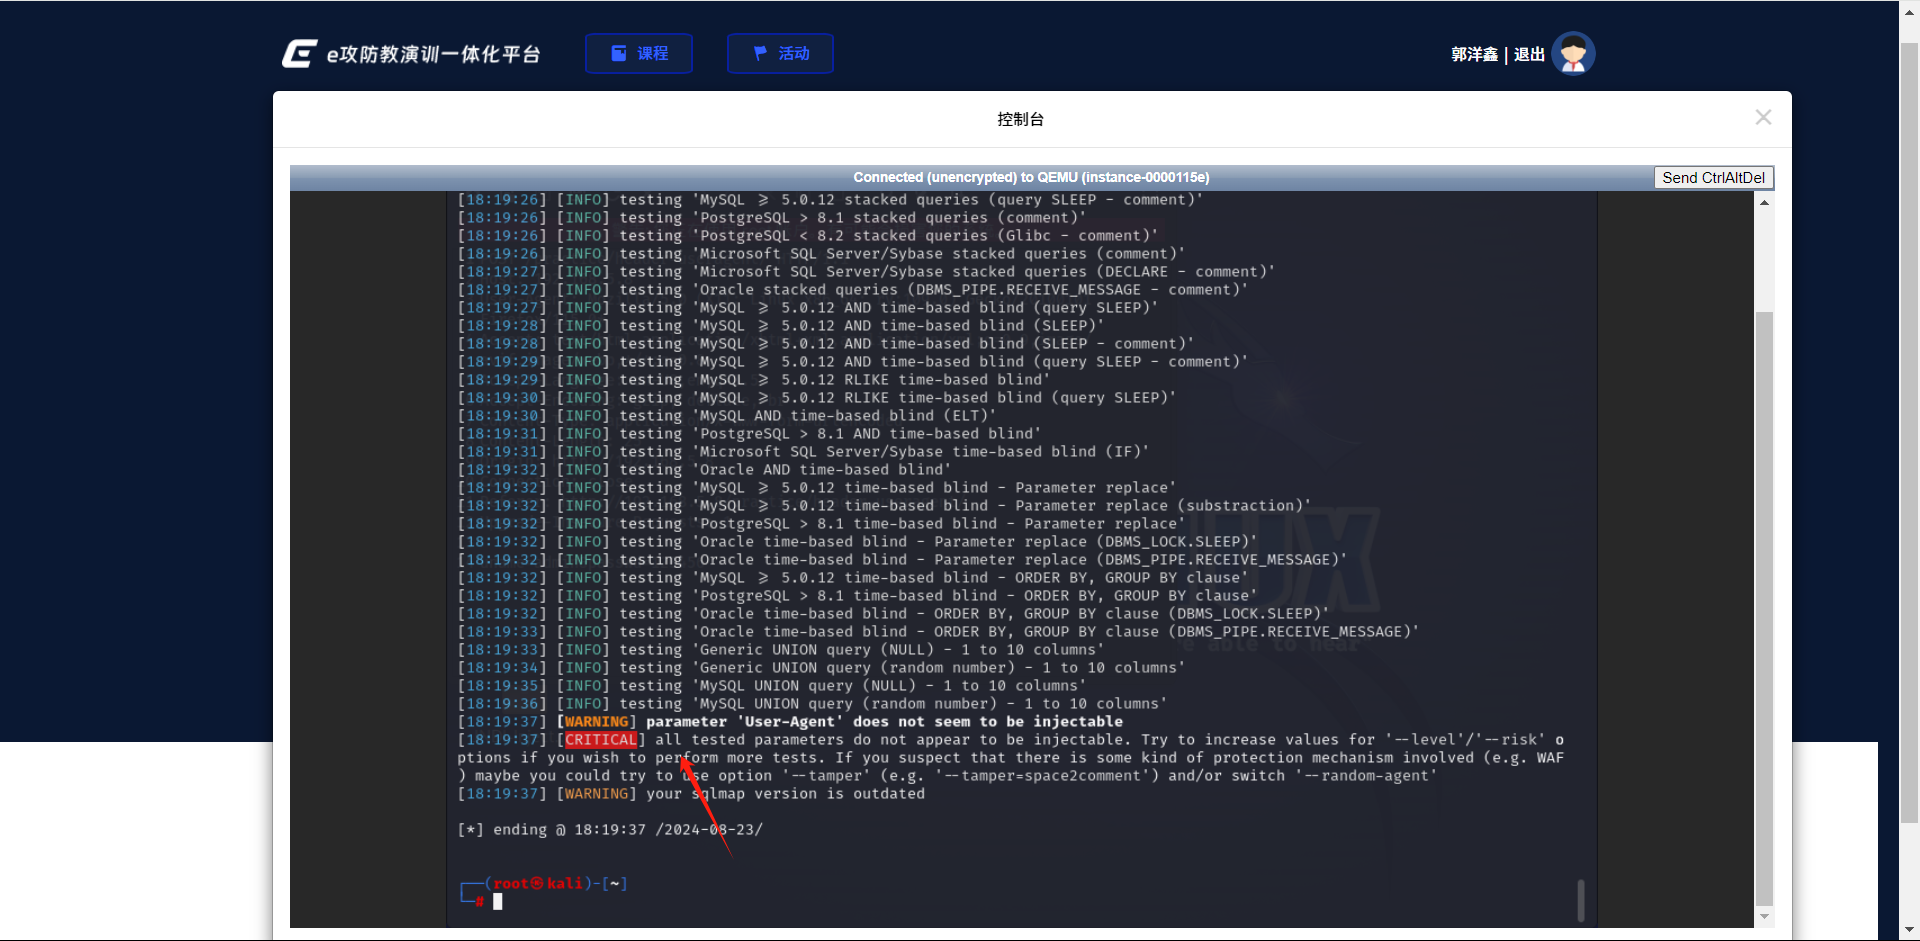 e攻防教演训一体化平台
课程
活动
郭洋鑫 | 退出
控制台
Connected (unencrypted) to QEMU (instance-0000115e)
Send CtrlAltDel
[18:19:26] [INFO] testing 'MySQL ≥ 5.0.12 stacked queries (query SLEEP - comment)'
[18:19:26] [INFO] testing 'PostgreSQL > 8.1 stacked queries (comment)'
[18:19:26] [INFO] testing 'PostgreSQL < 8.2 stacked queries (Glibc - comment)'
[18:19:26] [INFO] testing 'Microsoft SQL Server/Sybase stacked queries (comment)'
[18:19:27] [INFO] testing 'Microsoft SQL Server/Sybase stacked queries (DECLARE - comment)'
[18:19:27] [INFO] testing 'Oracle stacked queries (DBMS_PIPE.RECEIVE_MESSAGE - comment)'
[18:19:27] [INFO] testing 'MySQL ≥ 5.0.12 AND time-based blind (query SLEEP)'
[18:19:28] [INFO] testing 'MySQL ≥ 5.0.12 AND time-based blind (SLEEP)'
[18:19:28] [INFO] testing 'MySQL ≥ 5.0.12 AND time-based blind (SLEEP - comment)'
[18:19:29] [INFO] testing 'MySQL ≥ 5.0.12 AND time-based blind (query SLEEP - comment)'
[18:19:29] [INFO] testing 'MySQL ≥ 5.0.12 RLIKE time-based blind'
[18:19:30] [INFO] testing 'MySQL ≥ 5.0.12 RLIKE time-based blind (query SLEEP)'
[18:19:30] [INFO] testing 'MySQL AND time-based blind (ELT)'
[18:19:31] [INFO] testing 'PostgreSQL > 8.1 AND time-based blind'
[18:19:31] [INFO] testing 'Microsoft SQL Server/Sybase time-based blind (IF)'
[18:19:32] [INFO] testing 'Oracle AND time-based blind'
[18:19:32] [INFO] testing 'MySQL ≥ 5.0.12 time-based blind - Parameter replace'
[18:19:32] [INFO] testing 'MySQL ≥ 5.0.12 time-based blind - Parameter replace (substraction)'
[18:19:32] [INFO] testing 'PostgreSQL > 8.1 time-based blind - Parameter replace'
[18:19:32] [INFO] testing 'Oracle time-based blind - Parameter replace (DBMS_LOCK.SLEEP)'
[18:19:32] [INFO] testing 'Oracle time-based blind - Parameter replace (DBMS_PIPE.RECEIVE_MESSAGE)'
[18:19:32] [INFO] testing 'MySQL ≥ 5.0.12 time-based blind - ORDER BY, GROUP BY clause'
[18:19:32] [INFO] testing 'PostgreSQL > 8.1 time-based blind - ORDER BY, GROUP BY clause'
[18:19:32] [INFO] testing 'Oracle time-based blind - ORDER BY, GROUP BY clause (DBMS_LOCK.SLEEP)'
[18:19:33] [INFO] testing 'Oracle time-based blind - ORDER BY, GROUP BY clause (DBMS_PIPE.RECEIVE_MESSAGE)'
[18:19:33] [INFO] testing 'Generic UNION query (NULL) - 1 to 10 columns'
[18:19:34] [INFO] testing 'Generic UNION query (random number) - 1 to 10 columns'
[18:19:35] [INFO] testing 'MySQL UNION query (NULL) - 1 to 10 columns'
[18:19:36] [INFO] testing 'MySQL UNION query (random number) - 1 to 10 columns'
[18:19:37] [WARNING] parameter 'User-Agent' does not seem to be injectable
[18:19:37] [CRITICAL] all tested parameters do not appear to be injectable. Try to increase values for '--level'/'--risk' o
ptions if you wish to perform more tests. If you suspect that there is some kind of protection mechanism involved (e.g. WAF
) maybe you could try to use option '--tamper' (e.g. '--tamper=space2comment') and/or switch '--random-agent'
[18:19:37] [WARNING] your sqlmap version is outdated
[*] ending @ 18:19:37 /2024-08-23/
┌──(root㉿kali)-[~]
└─#